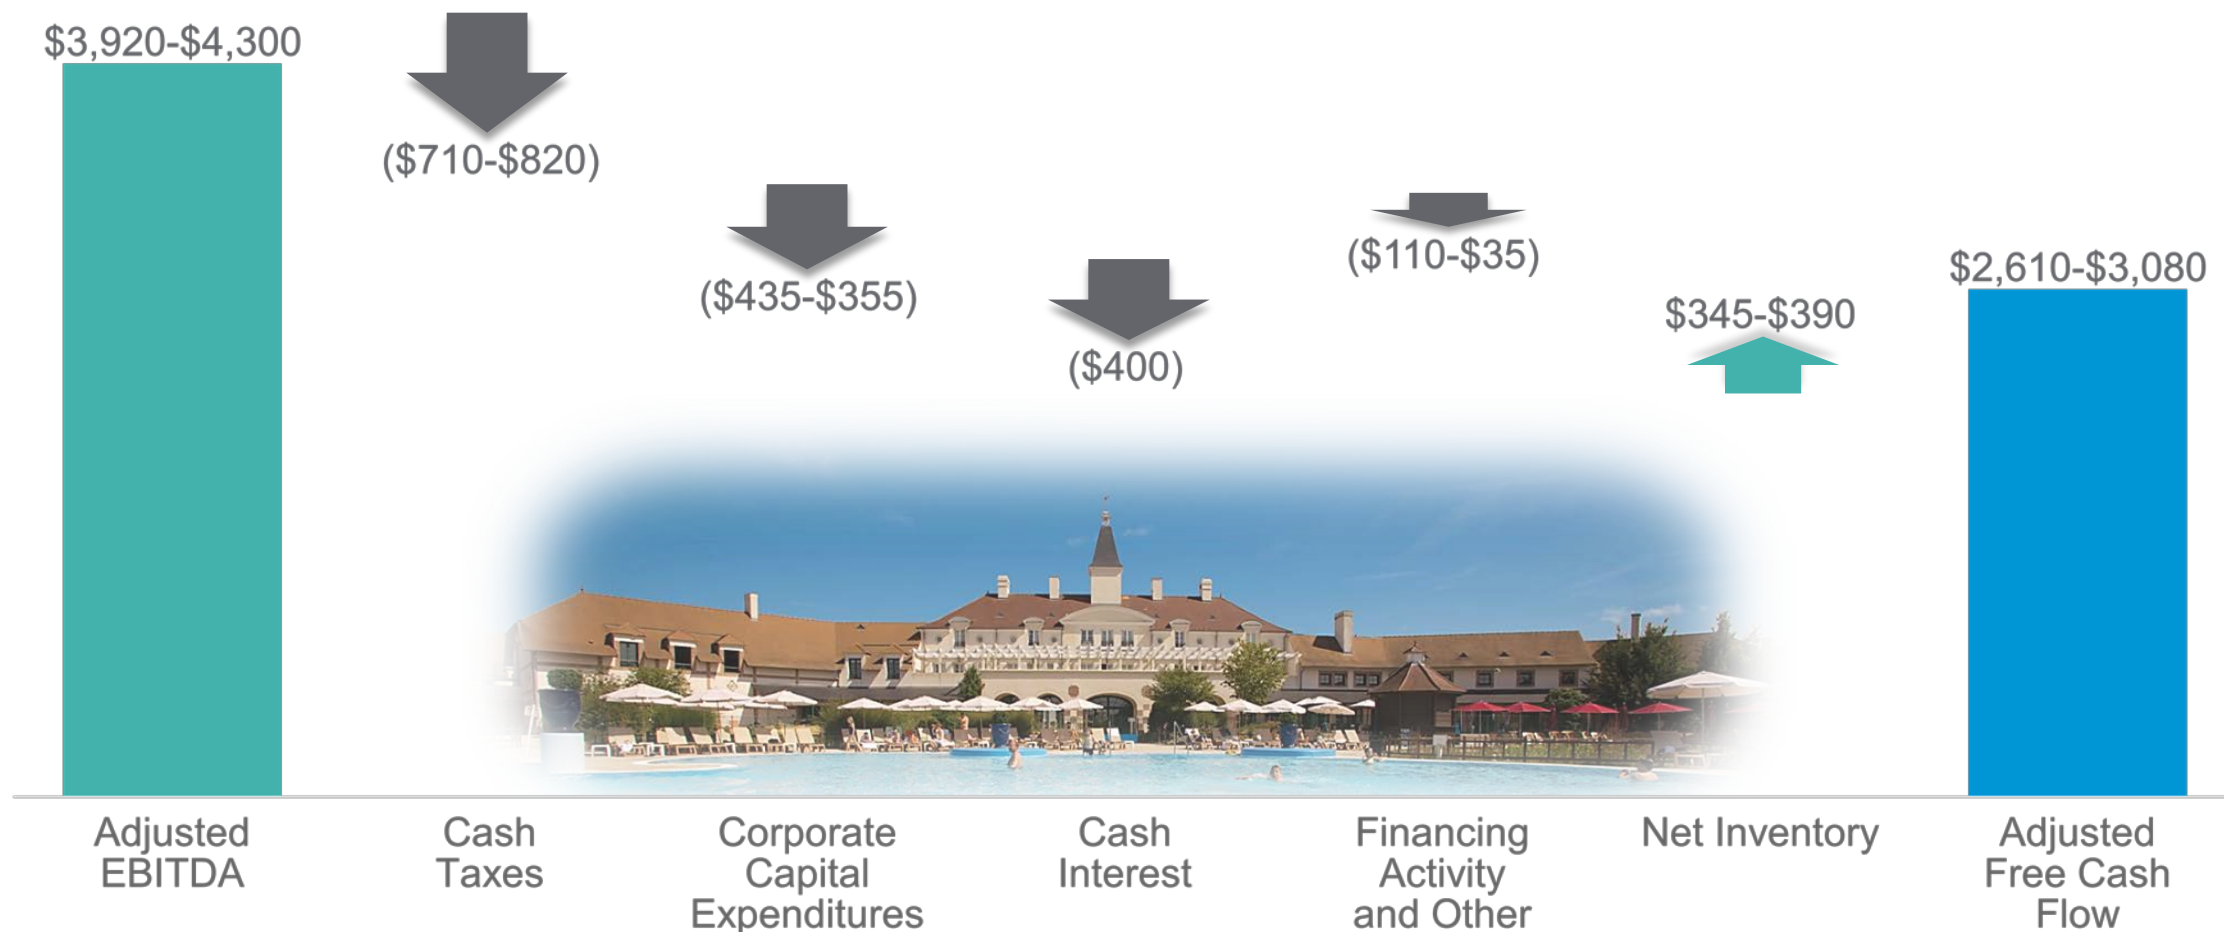 $3,920-$4,300
($710-$820)
($435-$355)
($400)
($110-$35)
$345-$390
$2,610-$3,080
Adjusted
EBITDA
Cash
Taxes
Corporate
Capital
Expenditures
Cash
Interest
Financing
Activity
and Other
Net Inventory
Adjusted
Free Cash
Flow